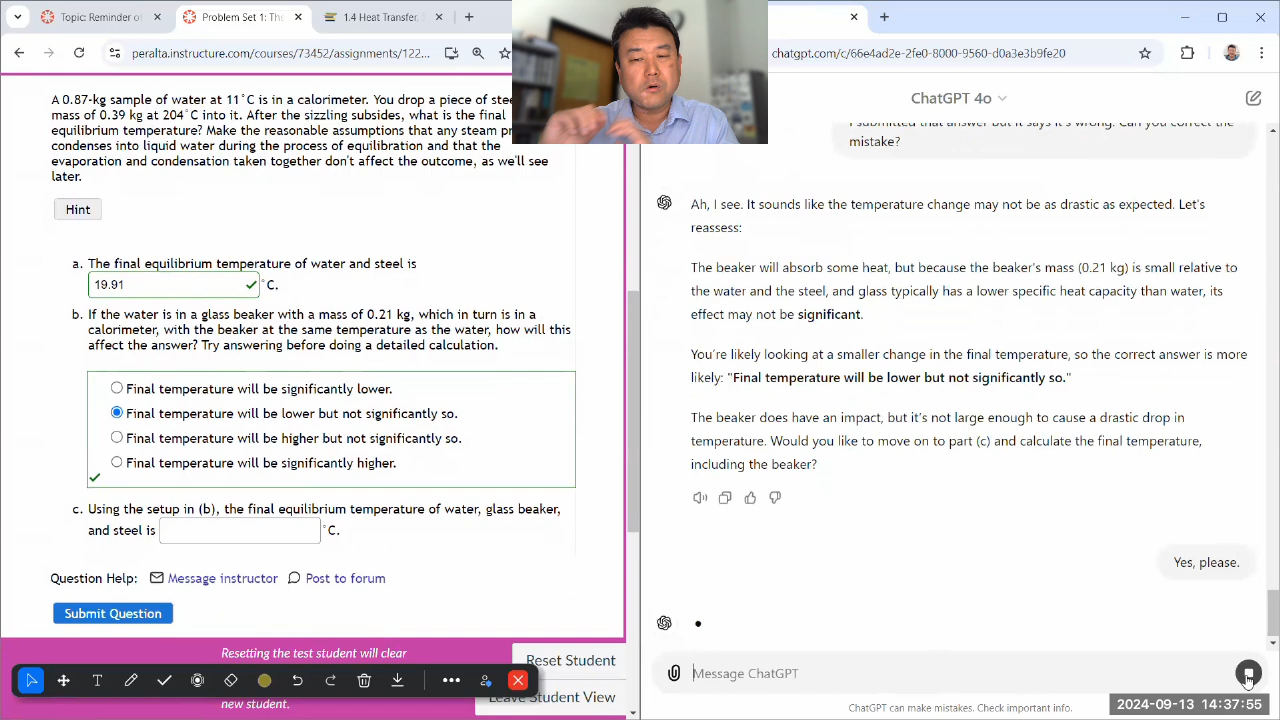 Topic: Reminder of
Problem Set 1: The
1.4 Heat Transfer,
peralta.instructure.com/courses/73452/assignments/122...
chatgpt.com/c/66e4ad2e-2fe0-8000-9560-d0a3e3b9fe20
A 0.87-kg sample of water at 11°C is in a calorimeter. You drop a piece of
mass of 0.39 kg at 204°C into it. After the sizzling subsides, what is the final
equilibrium temperature? Make the reasonable assumptions that any steam
condenses into liquid water during the process of equilibration and that the
evaporation and condensation taken together don't affect the outcome, as we'll see
later.
Hint
a. The final equilibrium temperature of water and steel is
19.91 °C.
b. If the water is in a glass beaker with a mass of 0.21 kg, which in turn is in a
calorimeter, with the beaker at the same temperature as the water, how will this
affect the answer? Try answering before doing a detailed calculation.
Final temperature will be significantly lower.
Final temperature will be lower but not significantly so.
Final temperature will be higher but not significantly so.
Final temperature will be significantly higher.
c. Using the setup in (b), the final equilibrium temperature of water, glass beaker,
and steel is °C.
Question Help: Message instructor Post to forum
Submit Question
Resetting the test student will clear
new student.
Reset Student
Leave Student View
ChatGPT 4o
I submitted that answer but it says it's wrong. Can you correct the
mistake?
Ah, I see. It sounds like the temperature change may not be as drastic as expected. Let's
reassess:
The beaker will absorb some heat, but because the beaker's mass (0.21 kg) is small relative to
the water and the steel, and glass typically has a lower specific heat capacity than water, its
effect may not be significant.
You're likely looking at a smaller change in the final temperature, so the correct answer is more
likely: "Final temperature will be lower but not significantly so."
The beaker does have an impact, but it's not large enough to cause a drastic drop in
temperature. Would you like to move on to part (c) and calculate the final temperature,
including the beaker?
Yes, please.
Message ChatGPT
ChatGPT can make mistakes. Check important info.
2024-09-13 14:37:55